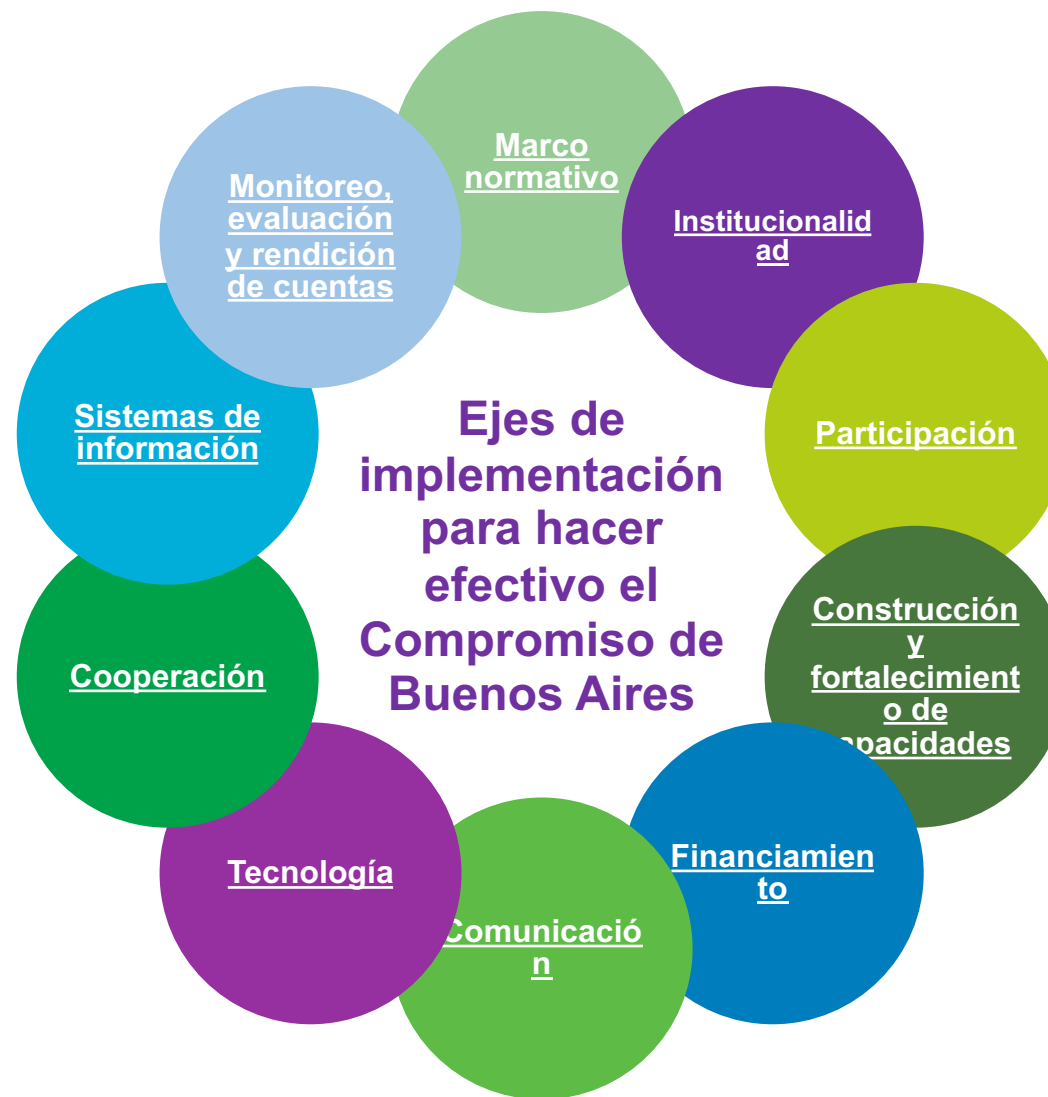 Marco
normativo
Institucionalid
ad
Participación
Construcción
y
fortalecimient
o de
apacidades
Financiamien
to
Comunicació
n
Tecnología
Cooperación
Sistemas de
información
Monitoreo,
evaluación
y rendición
de cuentas
Ejes de
implementación
para hacer
efectivo el
Compromiso de
Buenos Aires